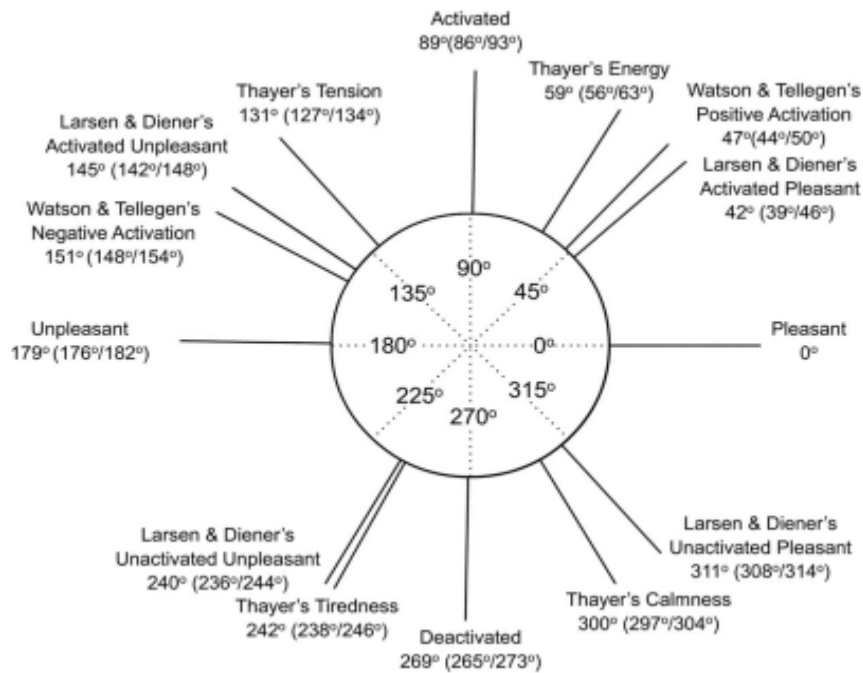 Activated
89º(86º/93º)
Thayer's Energy
59º (56º/63º)
Watson & Tellegen's
Positive Activation
47º(44º/50º)
Larsen & Diener's
Activated Pleasant
42º (39º/46º)
Thayer's Tension
131º (127º/134º)
Larsen & Diener's
Activated Unpleasant
145º (142º/148º)
Watson & Tellegen's
Negative Activation
151º (148º/154º)
90º
135º
45º
Unpleasant
179º (176º/182º)
180º
0º
Pleasant
0º
225º
315º
270º
Larsen & Diener's
Unactivated Unpleasant
240º (236º/244º)
Thayer's Tiredness
242º (238º/246º)
Deactivated
269º (265º/273º)
Larsen & Diener's
Unactivated Pleasant
311º (308º/314º)
Thayer's Calmness
300º (297º/304º)